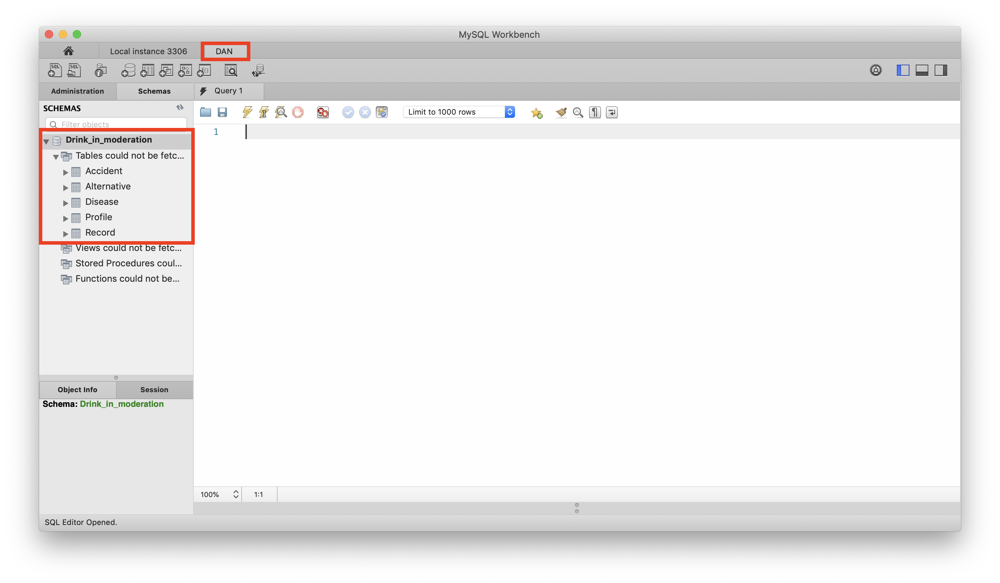 MySQL Workbench
Local instance 3306
DAN
SQL
SQL
f()
Administration
Schemas
Query 1
SCHEMAS
Filter objects
Limit to 1000 rows
1
Drink_in_moderation
Tables could not be fetc...
Accident
Alternative
Disease
Profile
Record
Views could not be fetc...
Stored Procedures coul...
Functions could not be...
Object Info
Session
Schema: Drink_in_moderation
100%
1:1
SQL Editor Opened.